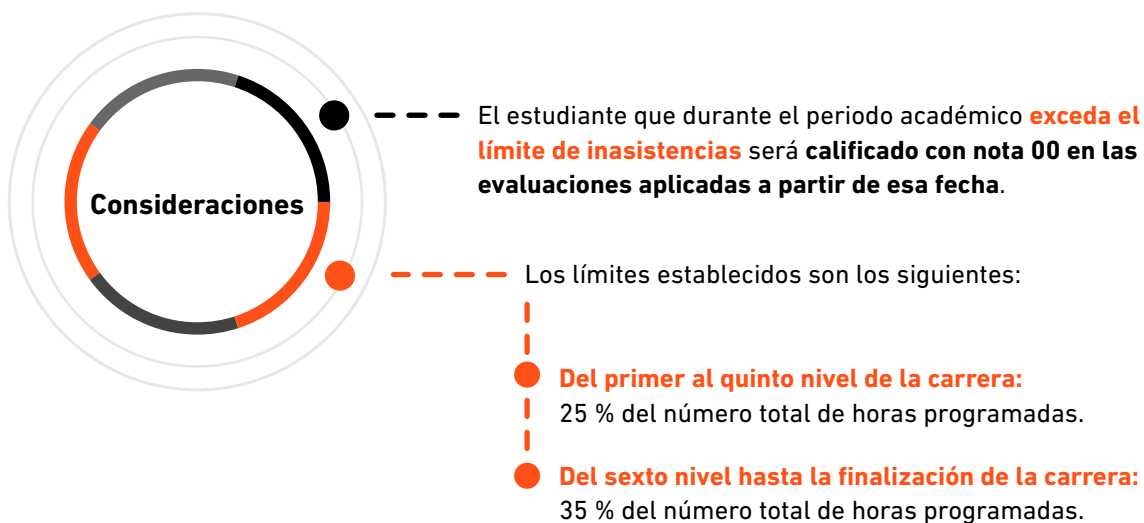 Consideraciones
El estudiante que durante el periodo académico exceda el
límite de inasistencias será calificado con nota 00 en las
evaluaciones aplicadas a partir de esa fecha.
Los límites establecidos son los siguientes:
Del primer al quinto nivel de la carrera:
25 % del número total de horas programadas.
Del sexto nivel hasta la finalización de la carrera:
35 % del número total de horas programadas.